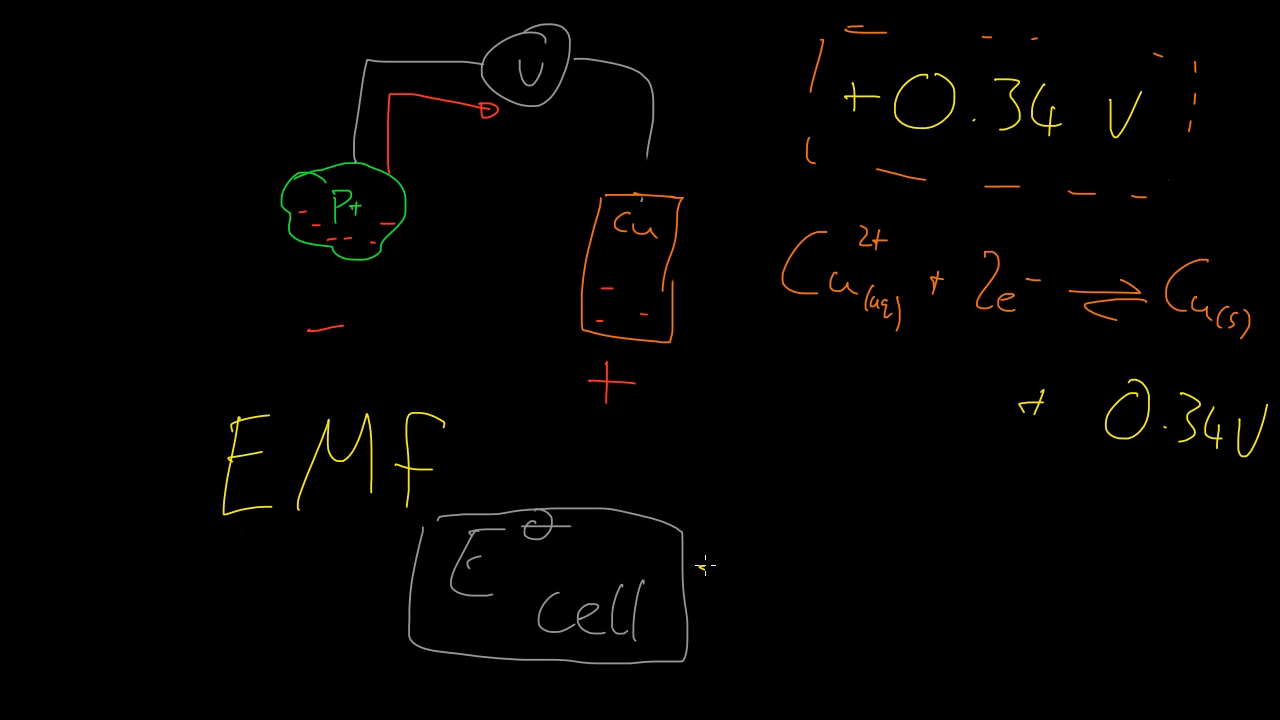 V
+ 0.34 V
Pt
Cu
Cu²⁺(aq) + 2e⁻ ⇌ Cu(s)
−
+
+ 0.34V
EMF
E⦵cell